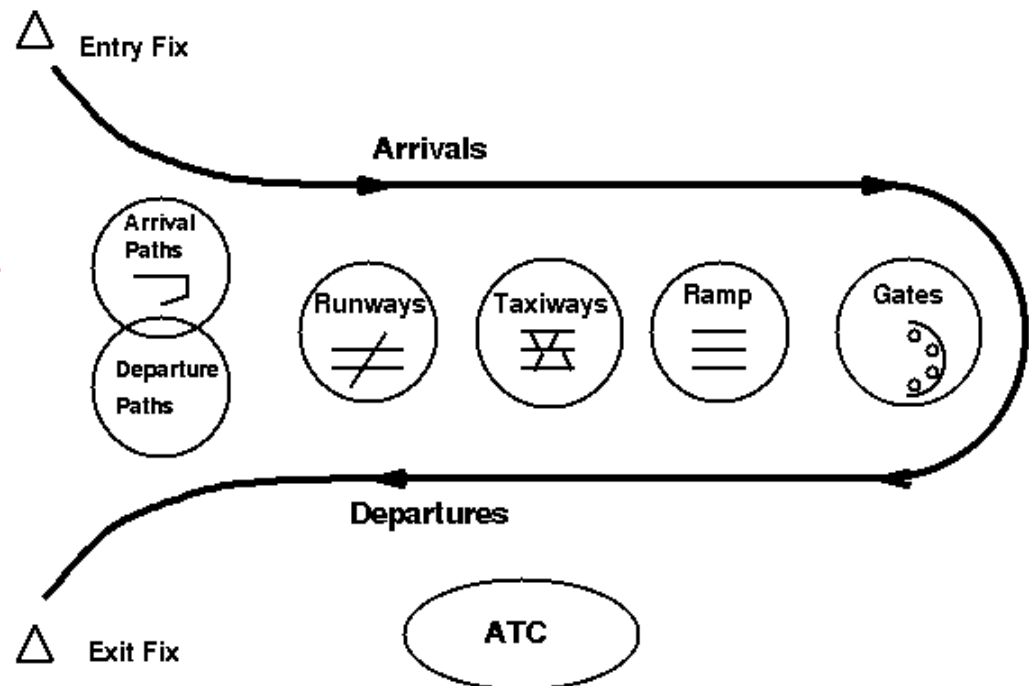 Entry Fix
Arrivals
Arrival
Paths
Departure
Paths
Runways
Taxiways
Ramp
Gates
Departures
ATC
Exit Fix